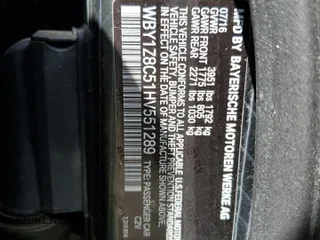 MFD BY BAYERISCHE MOTOREN WERKE AG
07/16
GVWR 3951 lbs 1792 kg
GAWR FRONT 1775 lbs 805 kg
GAWR REAR 2271 lbs 1030 kg
THIS VEHICLE CONFORMS TO ALL APPLICABLE
U.S. FEDERAL MOTOR VEHICLE
SAFETY, BUMPER AND THEFT
PREVENTION STANDARDS IN EFFECT ON THE
DATE OF MANUFACTURE SHOWN ABOVE.
WBY1Z8C51HV551289 TYPE: PASSENGER CAR